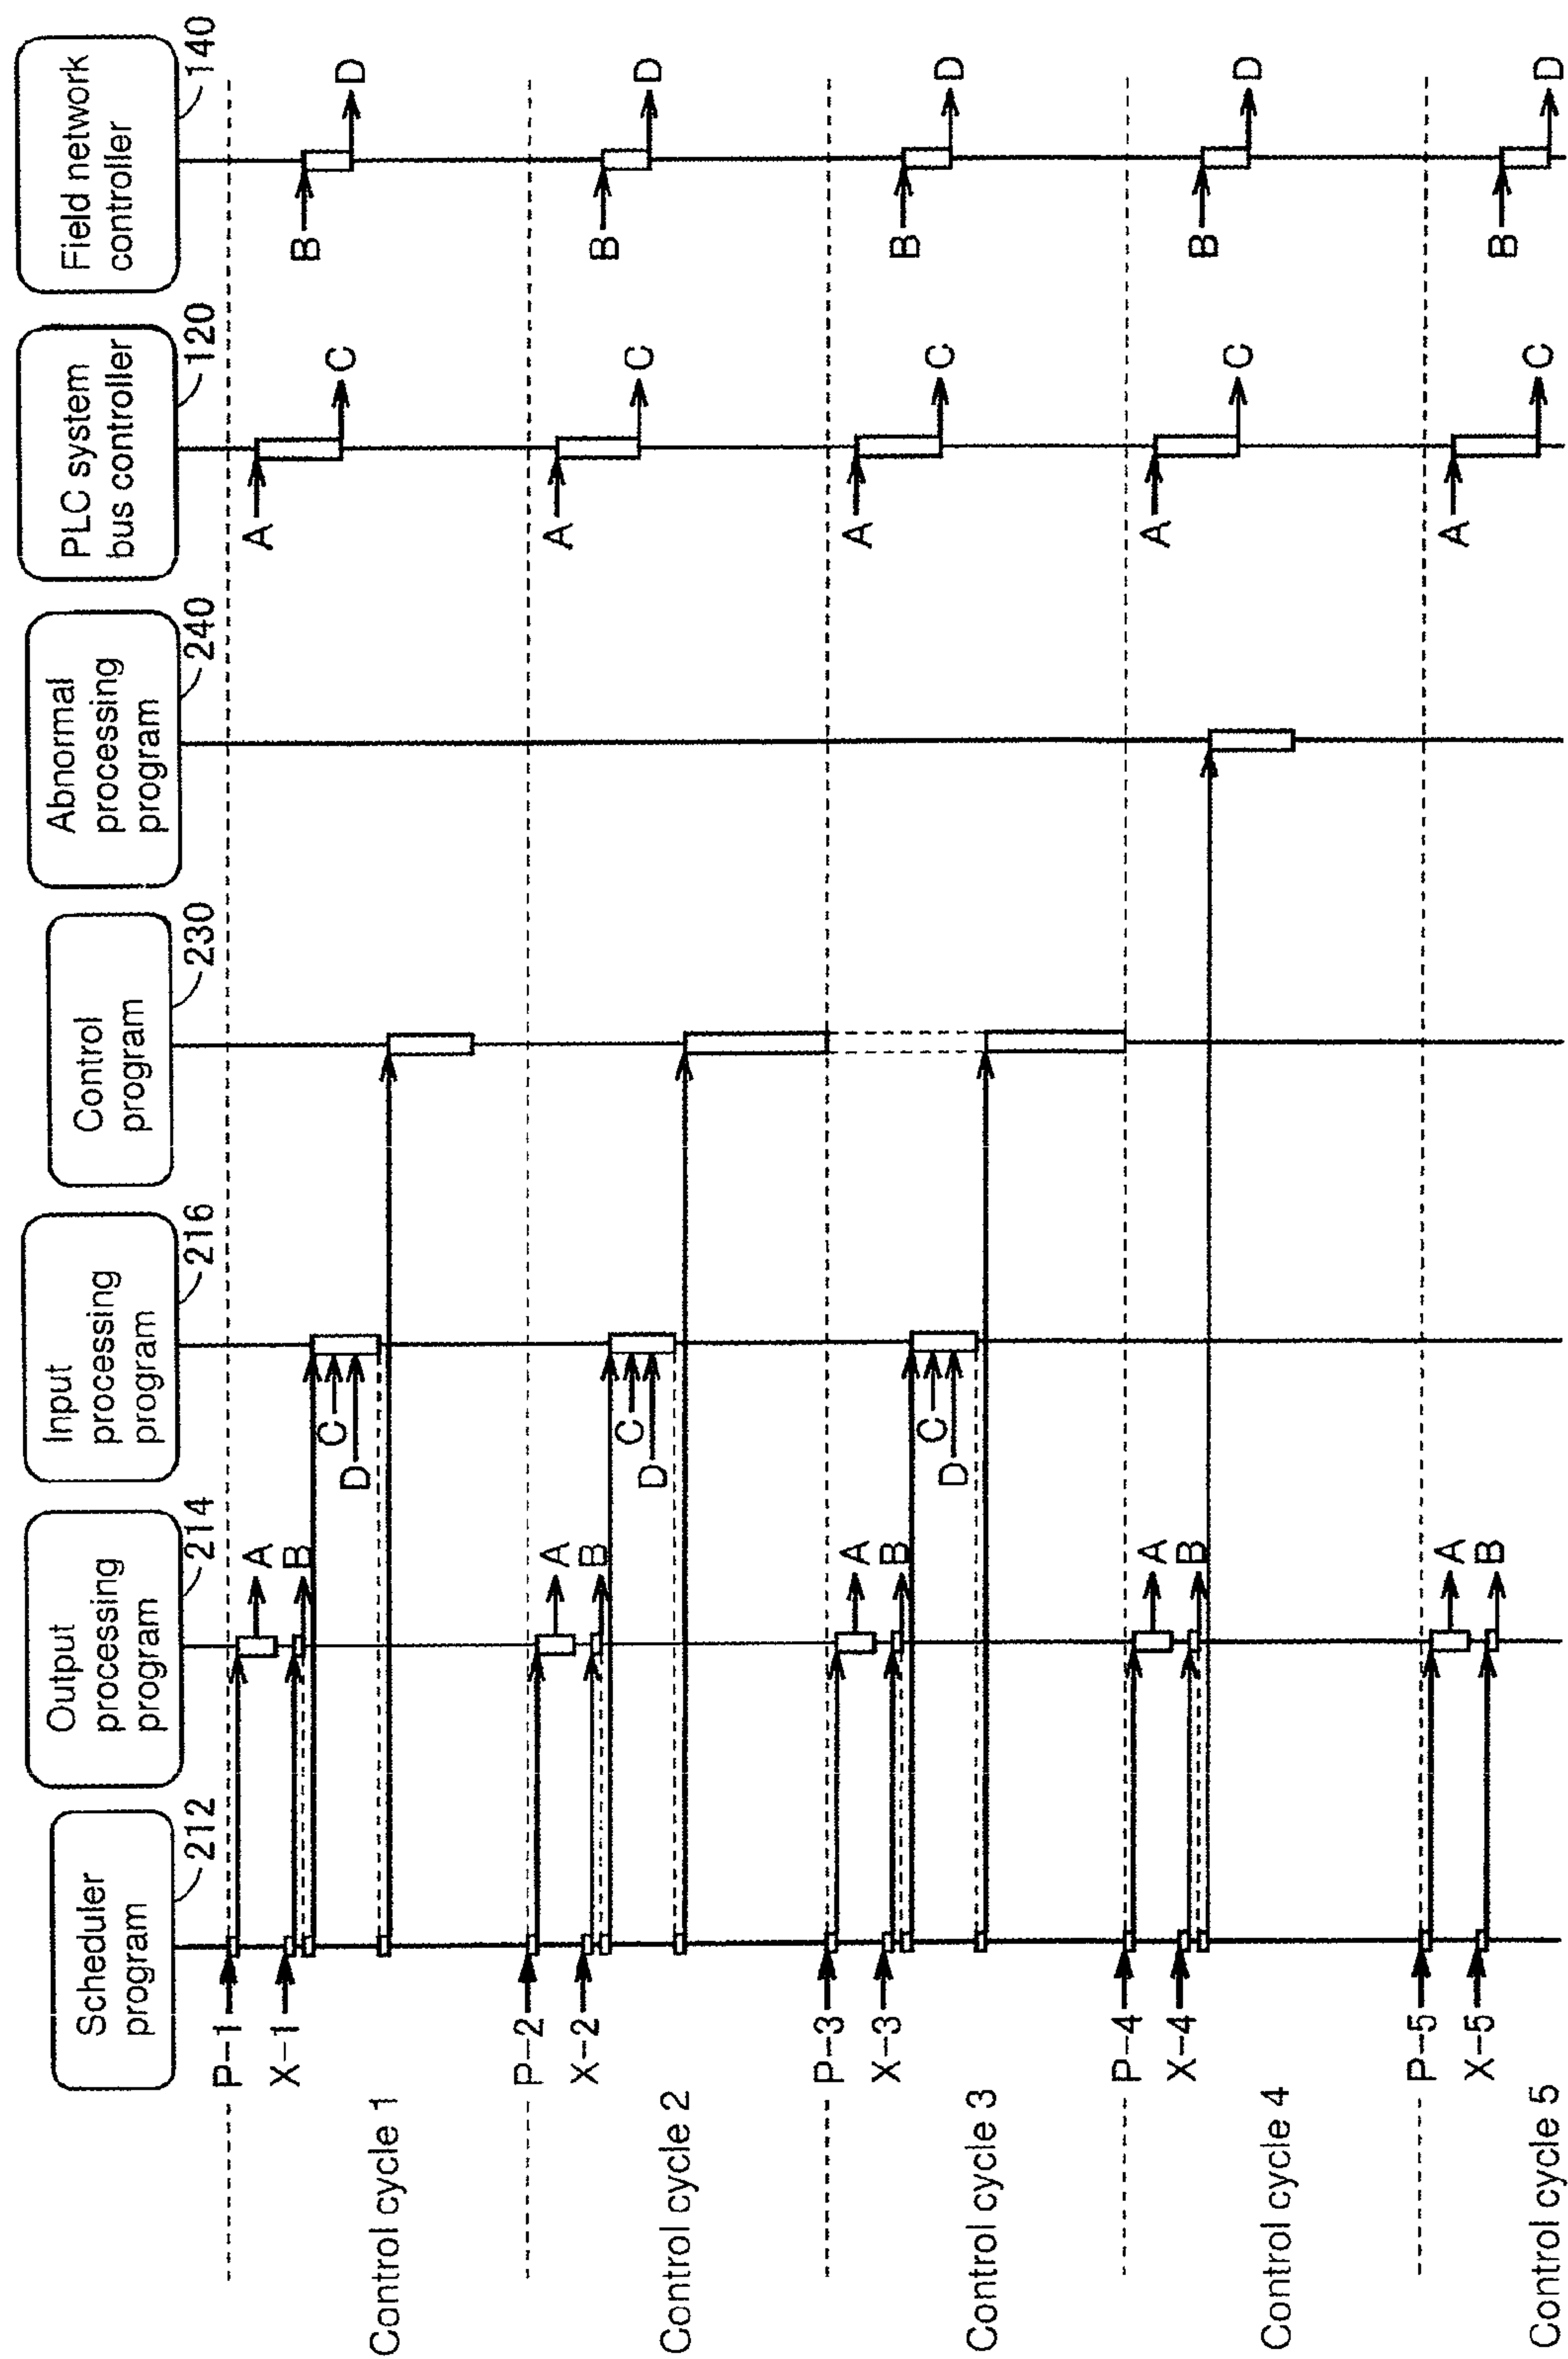 Scheduler
program
212
Output
processing
program
214
Input
processing
program
216
Control
program
230
Abnormal
processing
program
240
PLC system
bus controller
120
Field network
controller
140
P-1
X-1
Control cycle 1
A
B
C
D
A
C
B
D
P-2
X-2
Control cycle 2
A
B
C
D
A
C
B
D
P-3
X-3
Control cycle 3
A
B
C
D
A
C
B
D
P-4
X-4
Control cycle 4
A
B
A
C
B
D
P-5
X-5
Control cycle 5
A
B
A
C
B
D